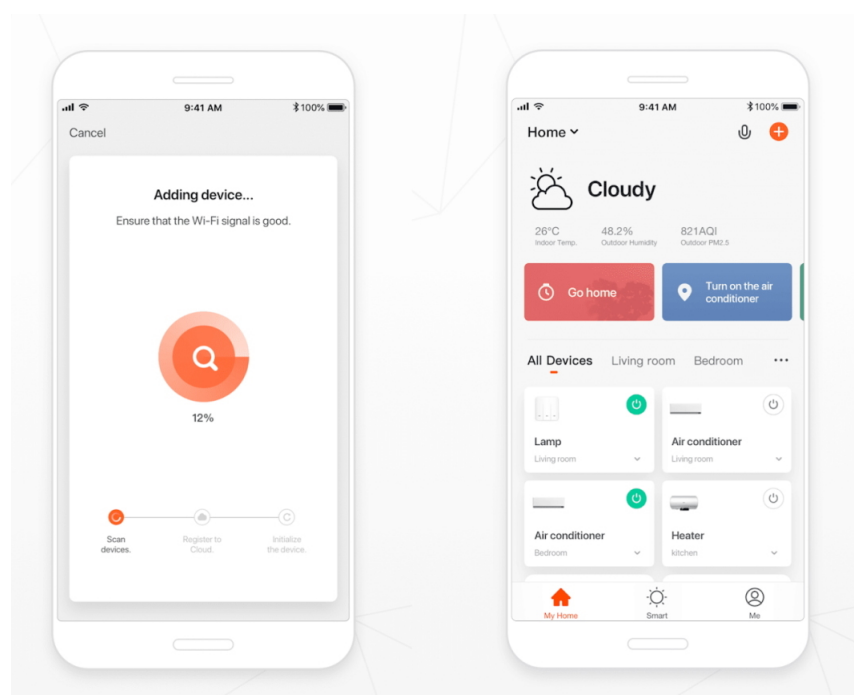 9:41 AM
100%
Cancel
Adding device...
Ensure that the Wi-Fi signal is good.
12%
Scan
devices.
Register to
Cloud.
Initialize
the device.
9:41 AM
100%
Home
Cloudy
26°C
Indoor Temp.
48.2%
Outdoor Humidity
821AQI
Outdoor PM2.5
Go home
Turn on the air
conditioner
All Devices
Living room
Bedroom
Lamp
Living room
Air conditioner
Living room
Air conditioner
Bedroom
Heater
kitchen
My Home
Smart
Me